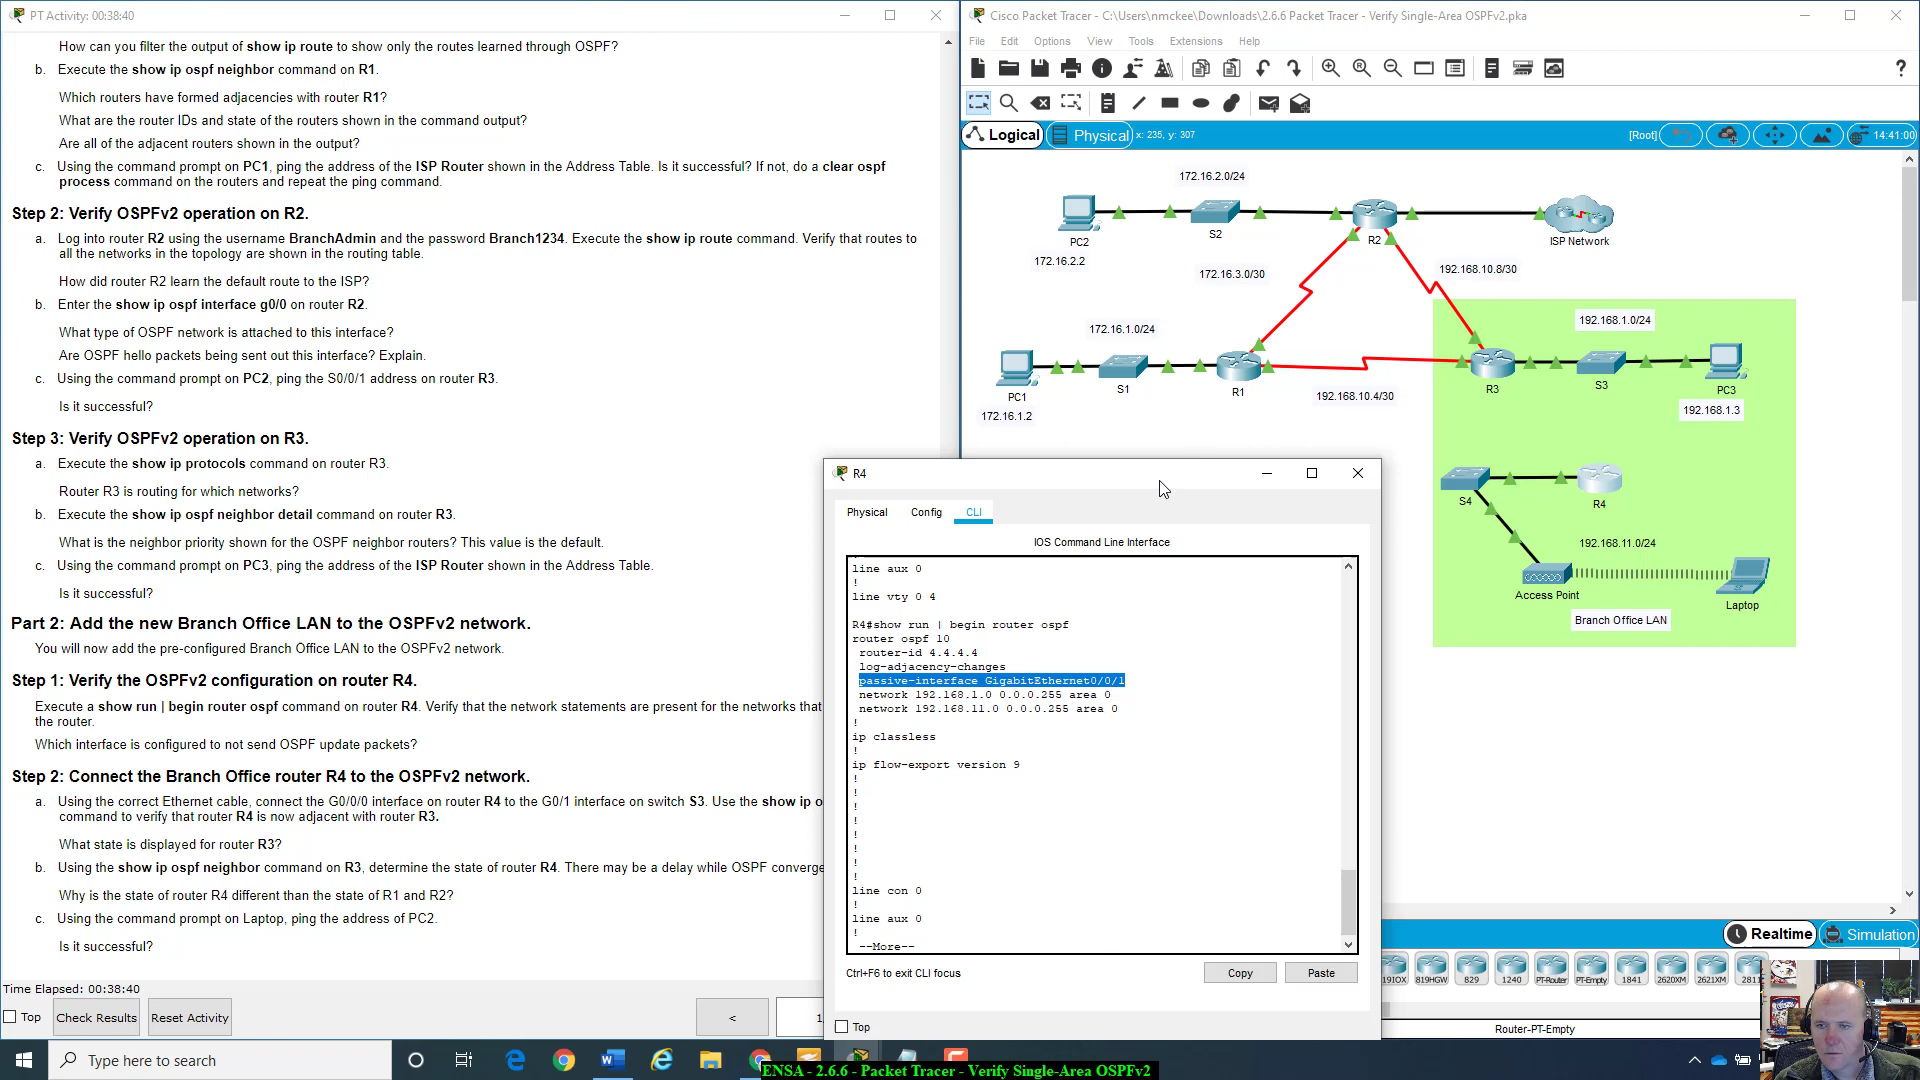 PT Activity: 00:38:40
How can you filter the output of show ip route to show only the routes learned through OSPF?
b. Execute the show ip ospf neighbor command on R1.
Which routers have formed adjacencies with router R1?
What are the router IDs and state of the routers shown in the command output?
Are all of the adjacent routers shown in the output?
c. Using the command prompt on PC1, ping the address of the ISP Router shown in the Address Table. Is it successful? If not, do a clear ospf
process command on the routers and repeat the ping command.
Step 2: Verify OSPFv2 operation on R2.
a. Log into router R2 using the username BranchAdmin and the password Branch1234. Execute the show ip route command. Verify that routes to
all the networks in the topology are shown in the routing table.
How did router R2 learn the default route to the ISP?
b. Enter the show ip ospf interface g0/0 on router R2.
What type of OSPF network is attached to this interface?
Are OSPF hello packets being sent out this interface? Explain.
c. Using the command prompt on PC2, ping the S0/0/1 address on router R3.
Is it successful?
Step 3: Verify OSPFv2 operation on R3.
a. Execute the show ip protocols command on router R3.
Router R3 is routing for which networks?
b. Execute the show ip ospf neighbor detail command on router R3.
What is the neighbor priority shown for the OSPF neighbor routers? This value is the default.
c. Using the command prompt on PC3, ping the address of the ISP Router shown in the Address Table.
Is it successful?
Part 2: Add the new Branch Office LAN to the OSPFv2 network.
You will now add the pre-configured Branch Office LAN to the OSPFv2 network.
Step 1: Verify the OSPFv2 configuration on router R4.
Execute a show run | begin router ospf command on router R4. Verify that the network statements are present for the networks that
the router.
Which interface is configured to not send OSPF update packets?
Step 2: Connect the Branch Office router R4 to the OSPFv2 network.
a. Using the correct Ethernet cable, connect the G0/0/0 interface on router R4 to the G0/1 interface on switch S3. Use the show ip o
command to verify that router R4 is now adjacent with router R3.
What state is displayed for router R3?
b. Using the show ip ospf neighbor command on R3, determine the state of router R4. There may be a delay while OSPF converge
Why is the state of router R4 different than the state of R1 and R2?
c. Using the command prompt on Laptop, ping the address of PC2.
Is it successful?
Time Elapsed: 00:38:40
Top
Check Results
Reset Activity
<
1
Cisco Packet Tracer - C:\Users\nmckee\Downloads\2.6.6 Packet Tracer - Verify Single-Area OSPFv2.pka
File Edit Options View Tools Extensions Help
?
Logical
Physical
x: 235, y: 307
[Root]
14:41:00
172.16.2.0/24
PC2
S2
R2
ISP Network
172.16.2.2
172.16.3.0/30
192.168.10.8/30
172.16.1.0/24
192.168.1.0/24
PC1
S1
R1
R3
S3
PC3
172.16.1.2
192.168.10.4/30
192.168.1.3
S4
R4
192.168.11.0/24
Access Point
Laptop
Branch Office LAN
R4
Physical Config CLI
IOS Command Line Interface
line aux 0
!
line vty 0 4
R4#show run | begin router ospf
router ospf 10
router-id 4.4.4.4
log-adjacency-changes
passive-interface GigabitEthernet0/0/1
network 192.168.1.0 0.0.0.255 area 0
network 192.168.11.0 0.0.0.255 area 0
!
ip classless
!
ip flow-export version 9
!
!
!
!
!
!
!
!
line con 0
!
line aux 0
!
--More--
Ctrl+F6 to exit CLI focus
Copy
Paste
Top
Realtime
Simulation
819HGW 829 1240 PT-Router PT-Empty 1841 2620XM 2621XM 2811
Router-PT-Empty
Type here to search
ENSA - 2.6.6 - Packet Tracer - Verify Single-Area OSPFv2